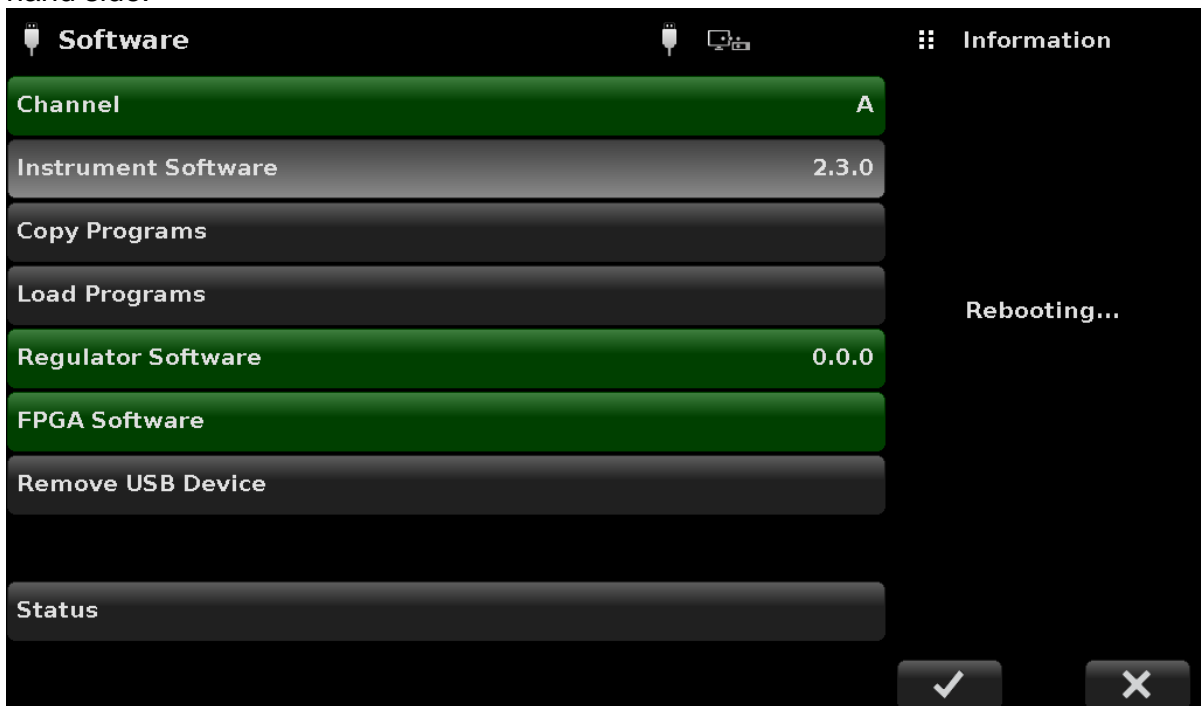 Software
Information
Channel A
Instrument Software 2.3.0
Copy Programs
Load Programs
Rebooting...
Regulator Software 0.0.0
FPGA Software
Remove USB Device
Status